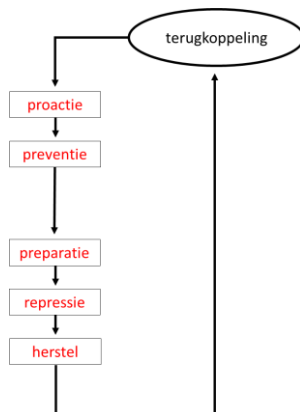 terugkoppeling
proactie
preventie
preparatie
repressie
herstel